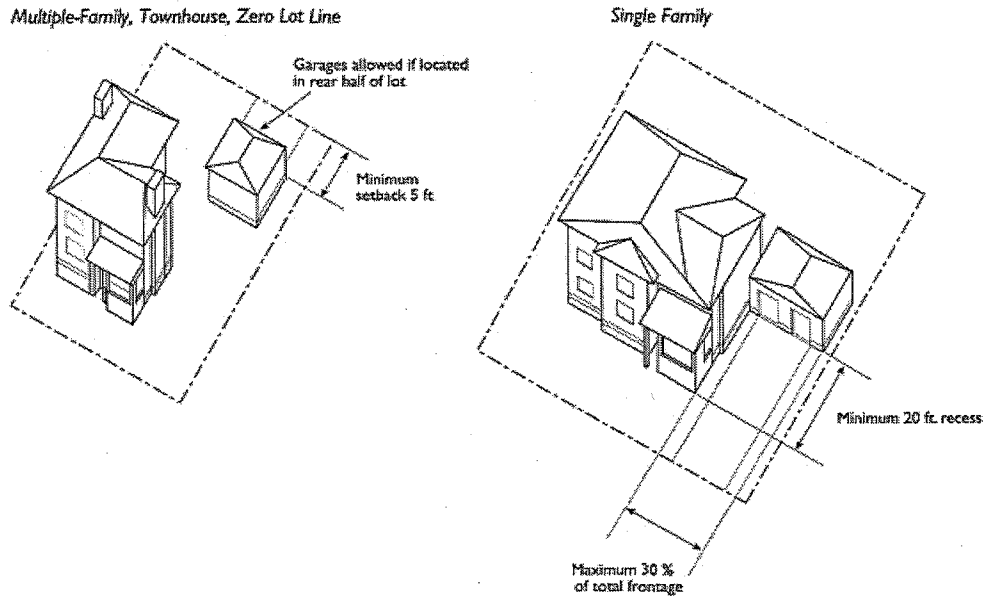 Multiple-Family, Townhouse, Zero Lot Line
Single Family
Garages allowed if located
in rear half of lot
Minimum
setback 5 ft
Minimum 20 ft. recess
Maximum 30 %
of total frontage